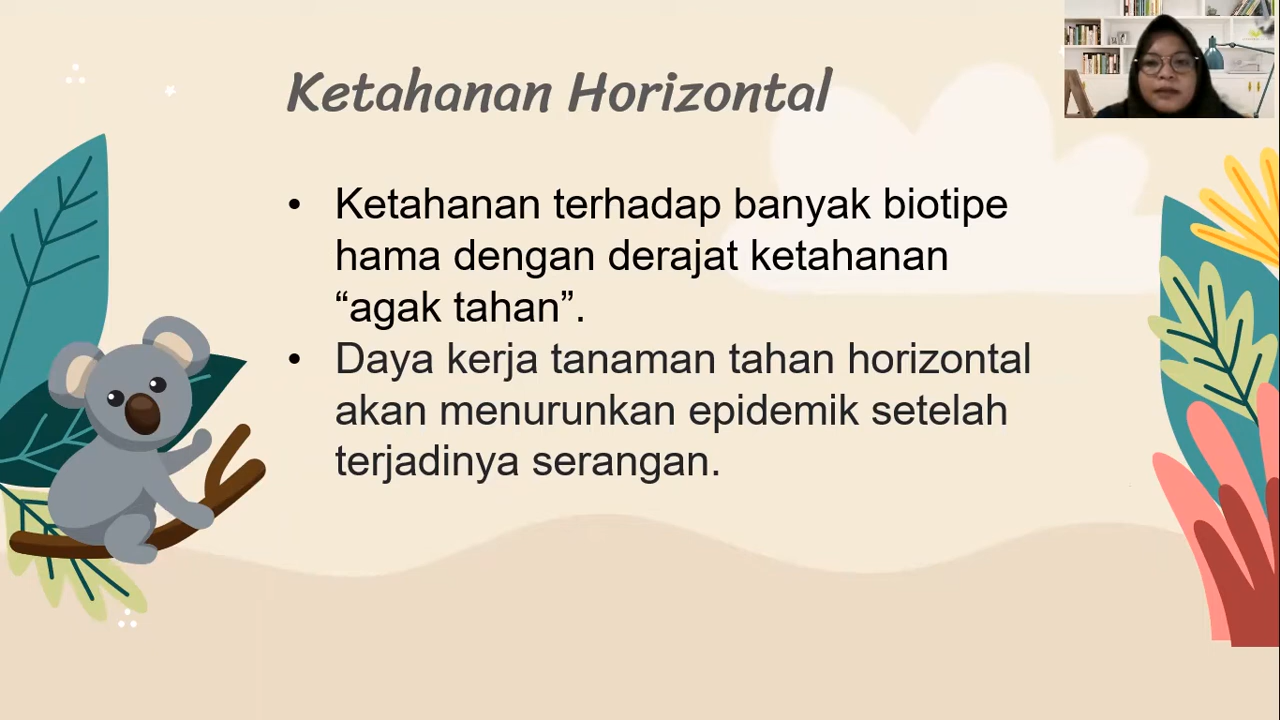 Ketahanan Horizontal
• Ketahanan terhadap banyak biotipe
hama dengan derajat ketahanan
“agak tahan”.
• Daya kerja tanaman tahan horizontal
akan menurunkan epidemik setelah
terjadinya serangan.